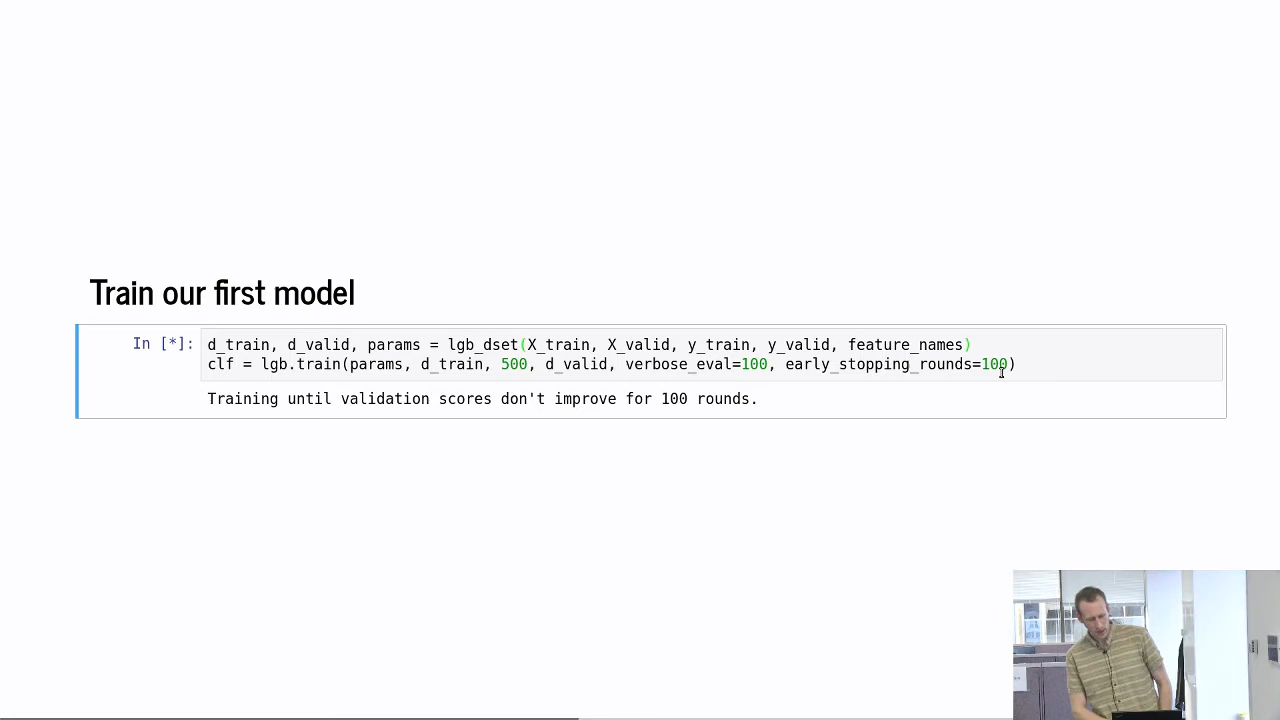 Train our first model
In [*]:
d_train, d_valid, params = lgb_dset(X_train, X_valid, y_train, y_valid, feature_names)
clf = lgb.train(params, d_train, 500, d_valid, verbose_eval=100, early_stopping_rounds=100)
Training until validation scores don't improve for 100 rounds.